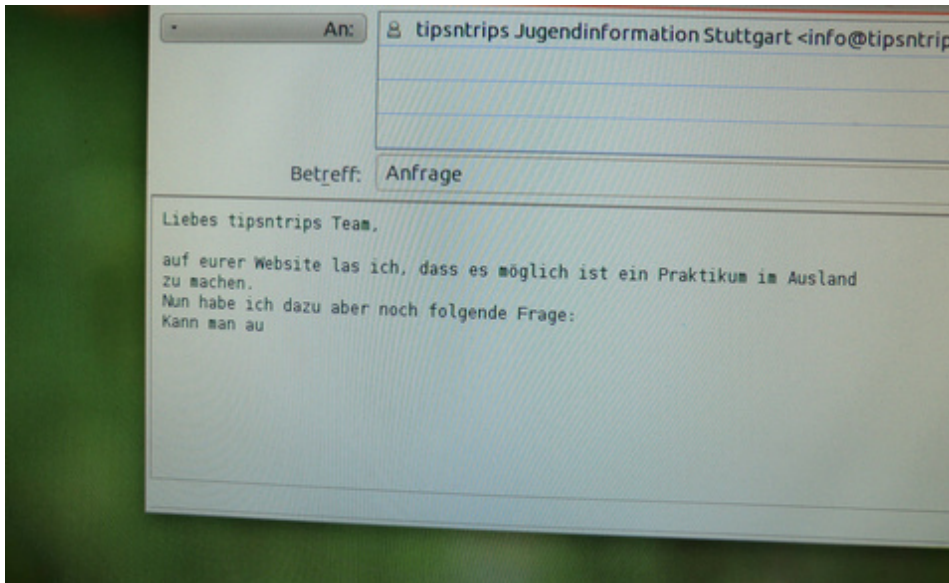 An: tipsntrips Jugendinformation Stuttgart <info@tipsntrip
Betreff: Anfrage
Liebes tipsntrips Team,
auf eurer Website las ich, dass es möglich ist ein Praktikum im Ausland
zu machen.
Nun habe ich dazu aber noch folgende Frage:
Kann man au